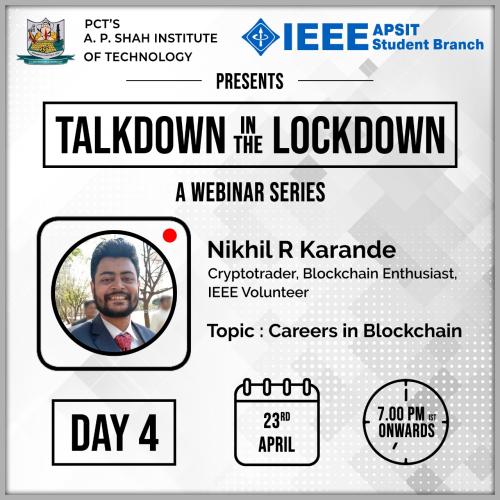 PCT'S
A. P. SHAH INSTITUTE
OF TECHNOLOGY
IEEE APSIT
Student Branch
PRESENTS
TALKDOWN IN THE LOCKDOWN
A WEBINAR SERIES
Nikhil R Karande
Cryptotrader, Blockchain Enthusiast,
IEEE Volunteer
Topic : Careers in Blockchain
DAY 4
23RD
APRIL
7.00 PM IST
ONWARDS